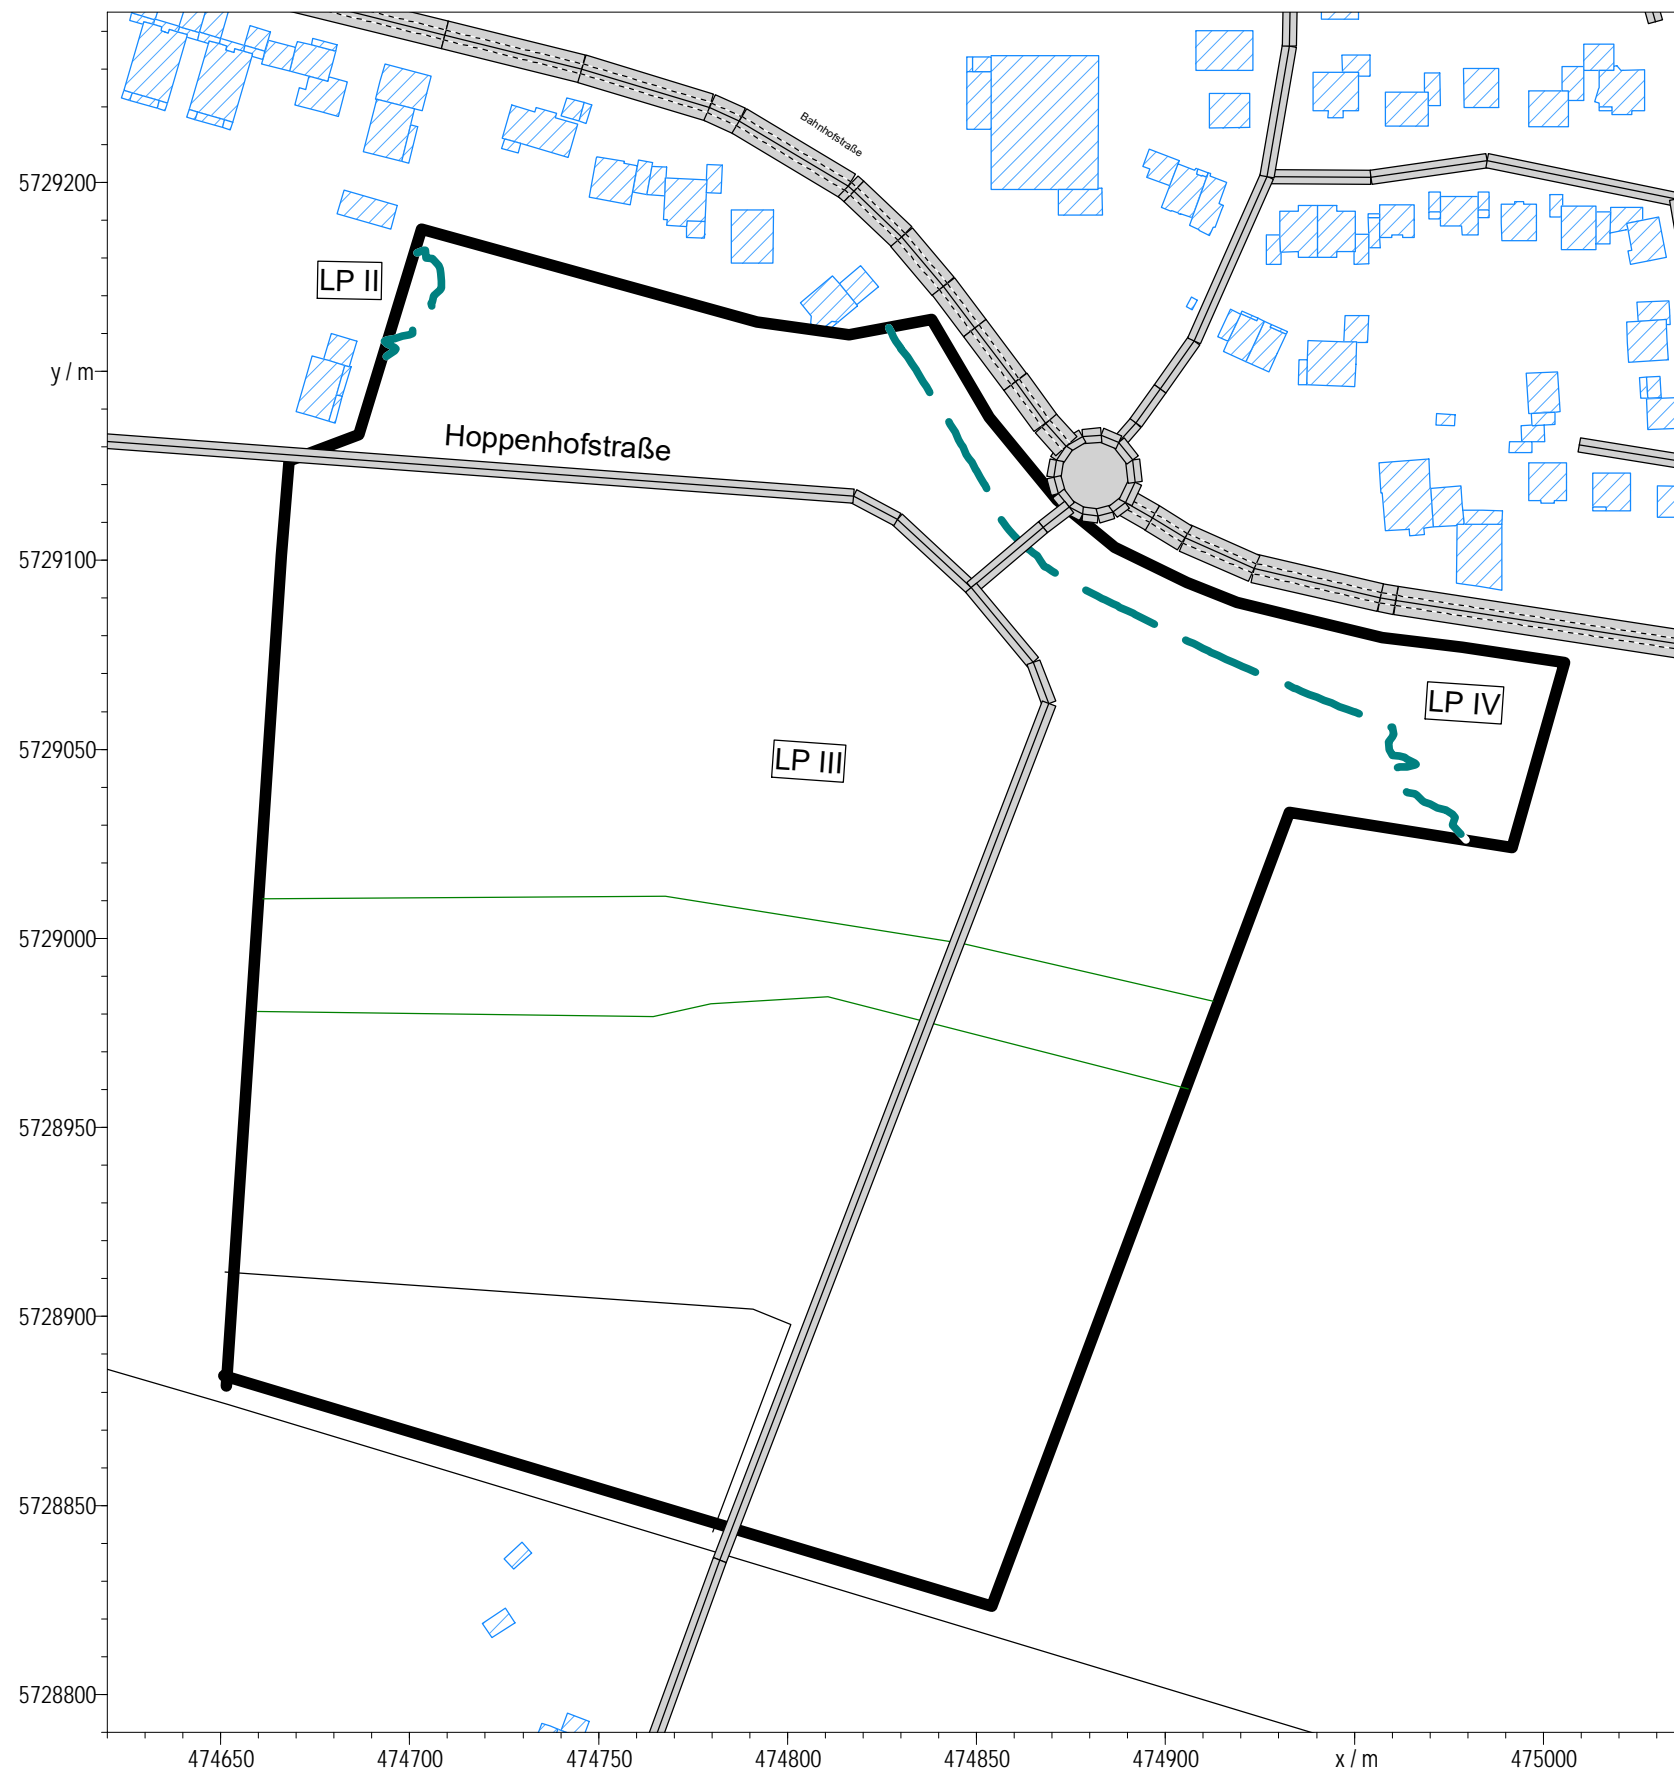 Bahnhofstraße
5729200
LP II
y / m
Hoppenhofstraße
5729100
LP IV
5729050
LP III
5729000
5728950
5728900
5728850
5728800
474650 474700 474750 474800 474850 474900 x / m 475000